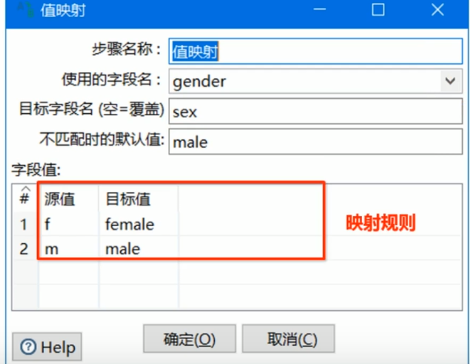 值映射
步骤名称： 值映射
使用的字段名： gender
目标字段名 (空=覆盖) sex
不匹配时的默认值: male
字段值:
# 源值 目标值
1 f female
映射规则
2 m male
Help 确定(O) 取消(C)